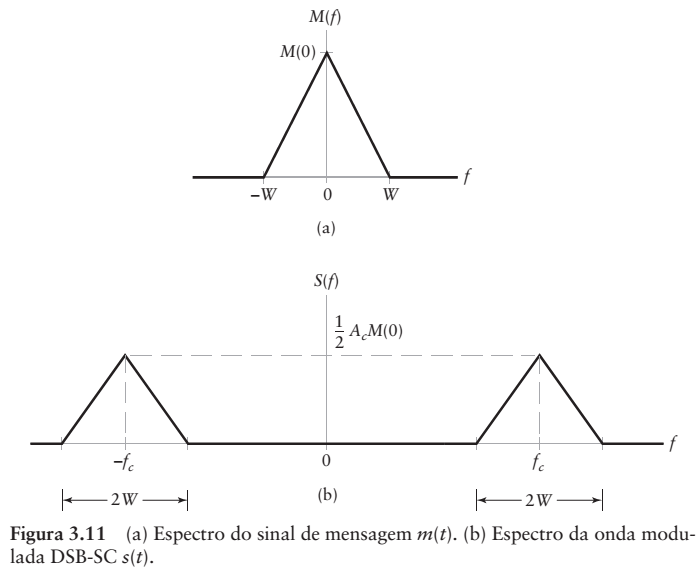 M(f)
M(0)
f
−W 0 W
(a)
S(f)
1/2 A_c M(0)
f
−f_c 0 f_c
2W (b) 2W
Figura 3.11 (a) Espectro do sinal de mensagem m(t). (b) Espectro da onda modu-
lada DSB-SC s(t).